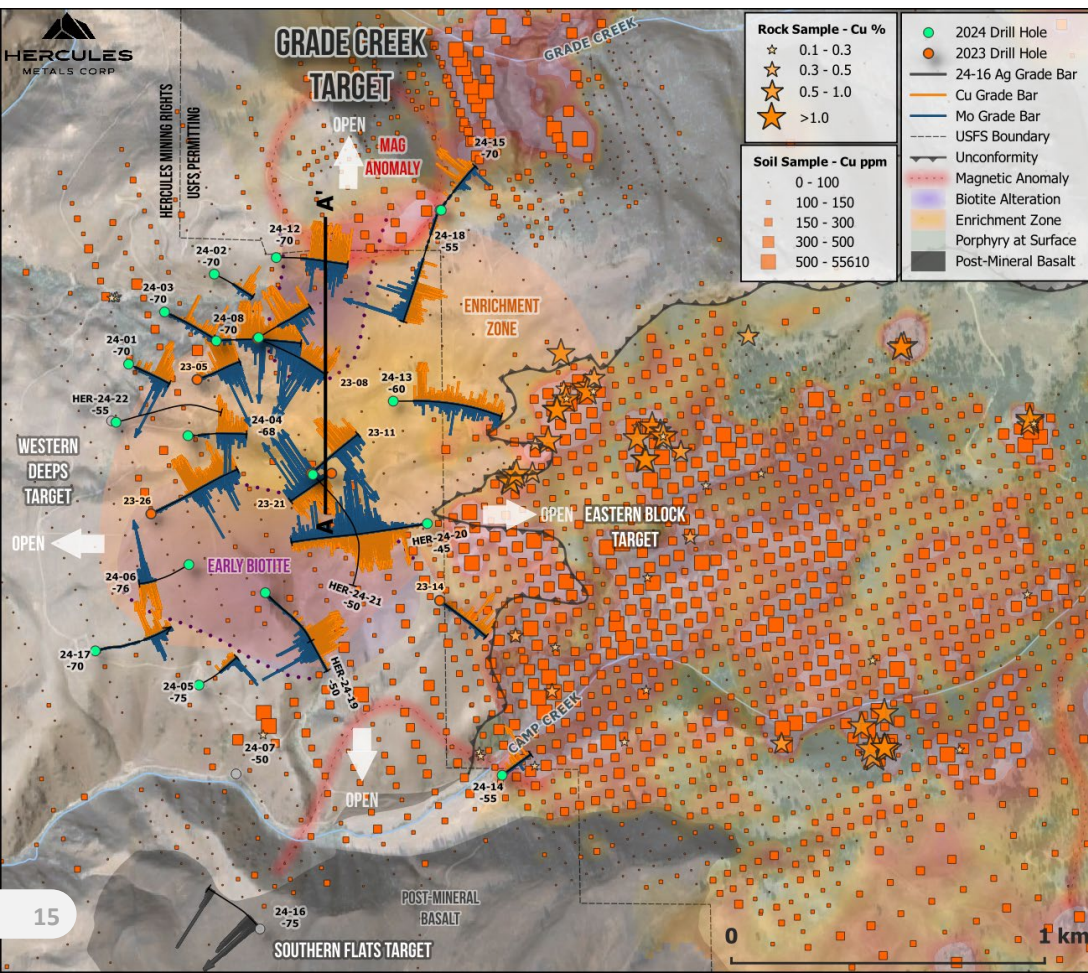 HERCULES
METALS CORP
GRADE CREEK
TARGET
GRADE CREEK
OPEN
MAG
ANOMALY
HERCULES MINING RIGHTS
USFS PERMITTING
A'
24-15
-70
24-12
-70
24-18
-55
24-02
-70
24-03
-70
24-08
-70
24-01
-70
23-05
23-08
24-13
-60
ENRICHMENT
ZONE
HER-24-22
-55
24-04
-68
23-11
WESTERN
DEEPS
TARGET
23-26
23-21
A
OPEN
OPEN
EASTERN BLOCK
TARGET
HER-24-20
-45
EARLY BIOTITE
24-06
-76
HER-24-21
-50
23-14
24-17
-70
24-05
-75
HER-24-19
-50
24-07
-50
OPEN
CAMP CREEK
24-14
-55
POST-MINERAL
BASALT
24-16
-75
SOUTHERN FLATS TARGET
15
Rock Sample - Cu %
0.1 - 0.3
0.3 - 0.5
0.5 - 1.0
>1.0
Soil Sample - Cu ppm
0 - 100
100 - 150
150 - 300
300 - 500
500 - 55610
2024 Drill Hole
2023 Drill Hole
24-16 Ag Grade Bar
Cu Grade Bar
Mo Grade Bar
USFS Boundary
Unconformity
Magnetic Anomaly
Biotite Alteration
Enrichment Zone
Porphyry at Surface
Post-Mineral Basalt
0 1 km